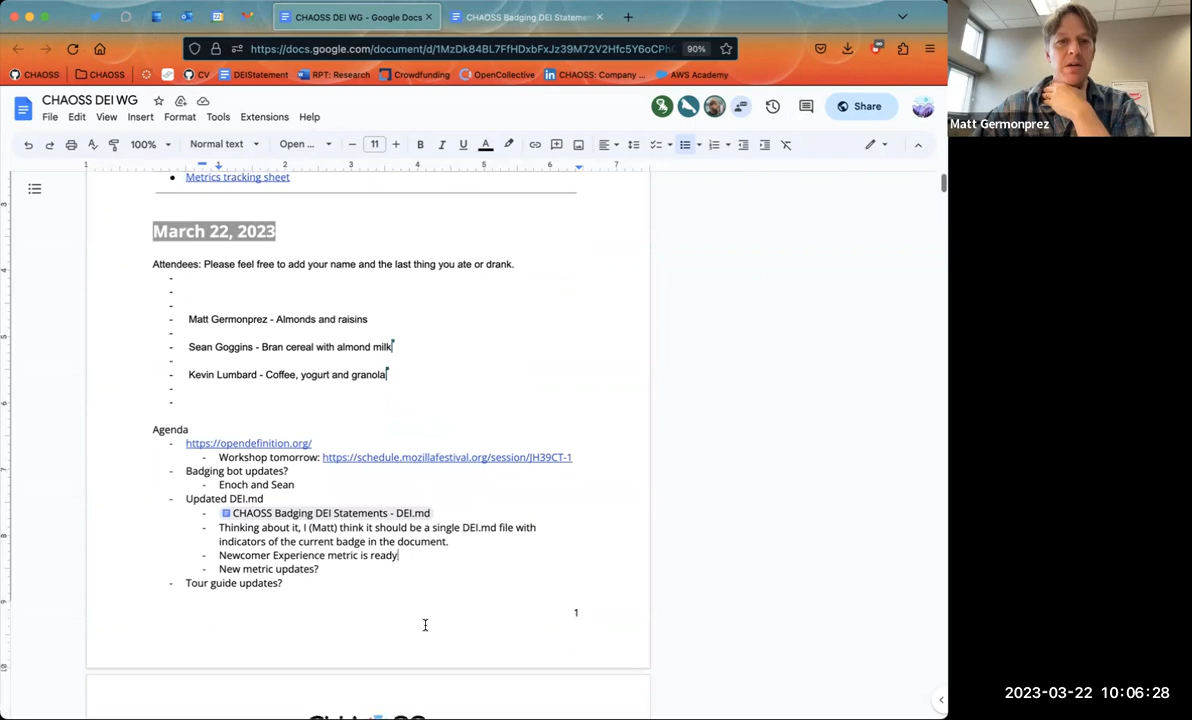 CHAOSS DEI WG - Google Docs
CHAOSS Badging DEI Statemen
https://docs.google.com/document/d/1MzDk84BL7FfHDxbFxJz39M72V2Hfc5Y6oCPh
90%
CHAOSS
CHAOSS
CV
DEIStatement
RPT: Research
Crowdfunding
OpenCollective
CHAOSS: Company ...
AWS Academy
CHAOSS DEI WG
File Edit View Insert Format Tools Extensions Help
Share
100%
Normal text
Open ...
11
1 1 2 3 4 5 6 7
Metrics tracking sheet
March 22, 2023
Attendees: Please feel free to add your name and the last thing you ate or drank.
- Matt Germonprez - Almonds and raisins
- Sean Goggins - Bran cereal with almond milk
- Kevin Lumbard - Coffee, yogurt and granola
Agenda
- https://opendefinition.org/
- Workshop tomorrow: https://schedule.mozillafestival.org/session/JH39CT-1
- Badging bot updates?
- Enoch and Sean
- Updated DEI.md
- CHAOSS Badging DEI Statements - DEI.md
- Thinking about it, I (Matt) think it should be a single DEI.md file with
indicators of the current badge in the document.
- Newcomer Experience metric is ready
- New metric updates?
- Tour guide updates?
1
Matt Germonprez
2023-03-22 10:06:28